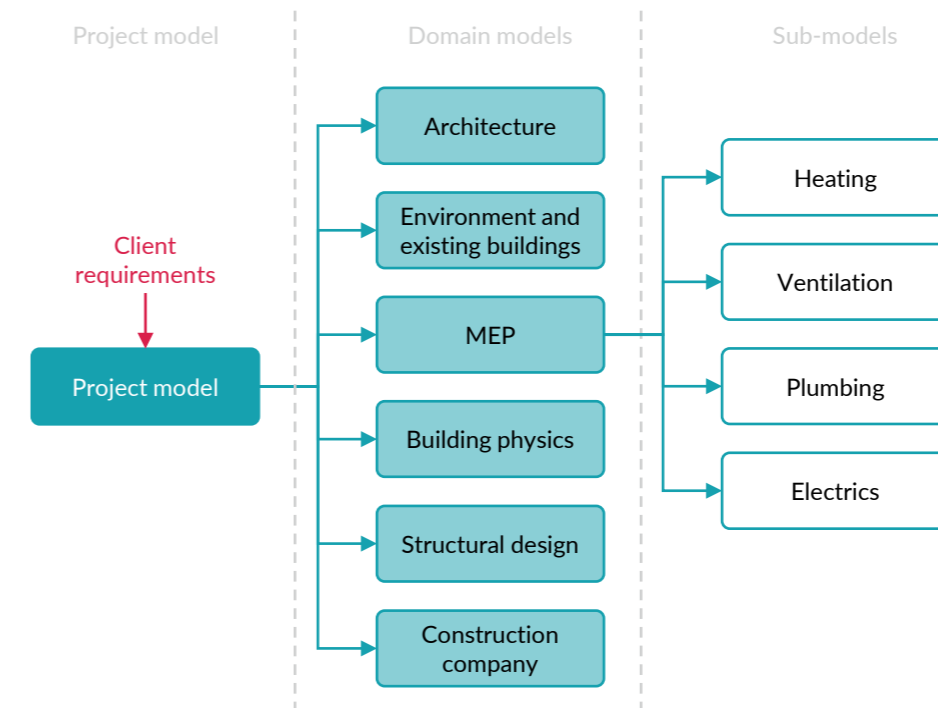 Project model
Domain models
Sub-models
Client
requirements
Project model
Architecture
Environment and
existing buildings
MEP
Building physics
Structural design
Construction
company
Heating
Ventilation
Plumbing
Electrics